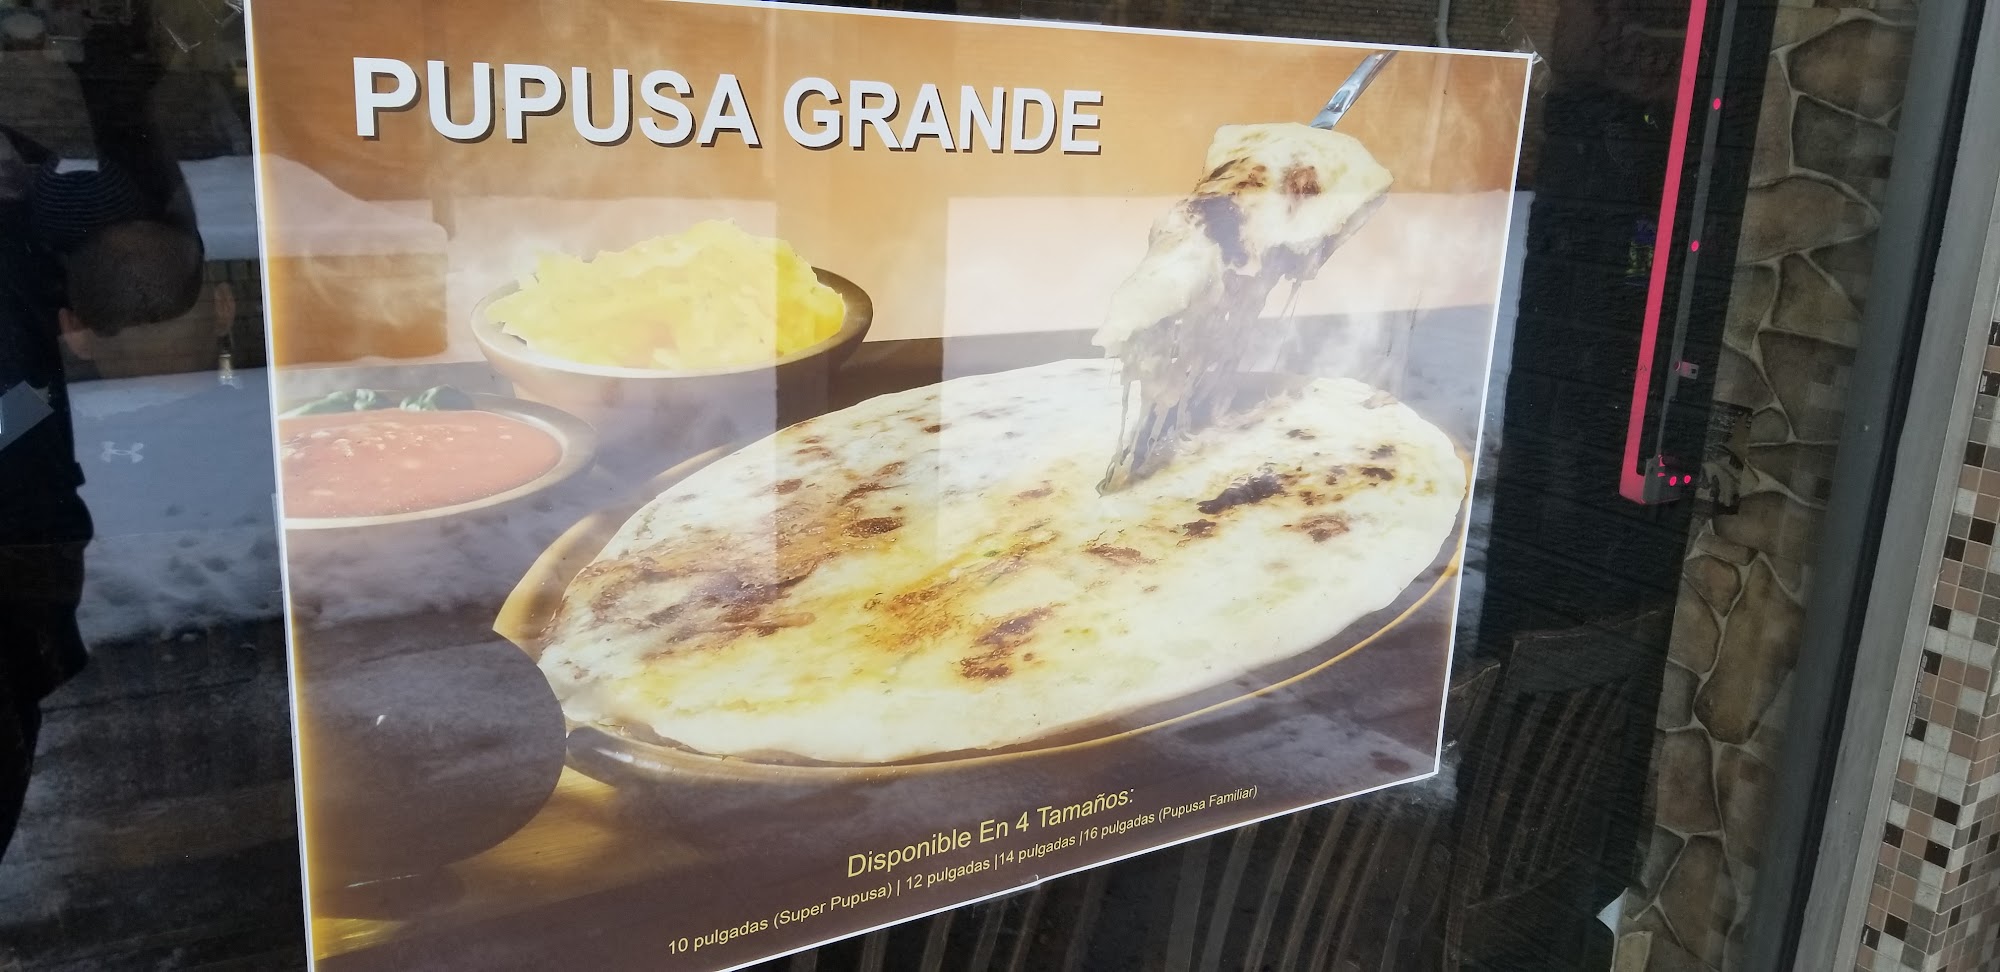 PUPUSA GRANDE
Disponible En 4 Tamaños:
10 pulgadas (Super Pupusa) | 12 pulgadas |14 pulgadas |16 pulgadas (Pupusa Familiar)